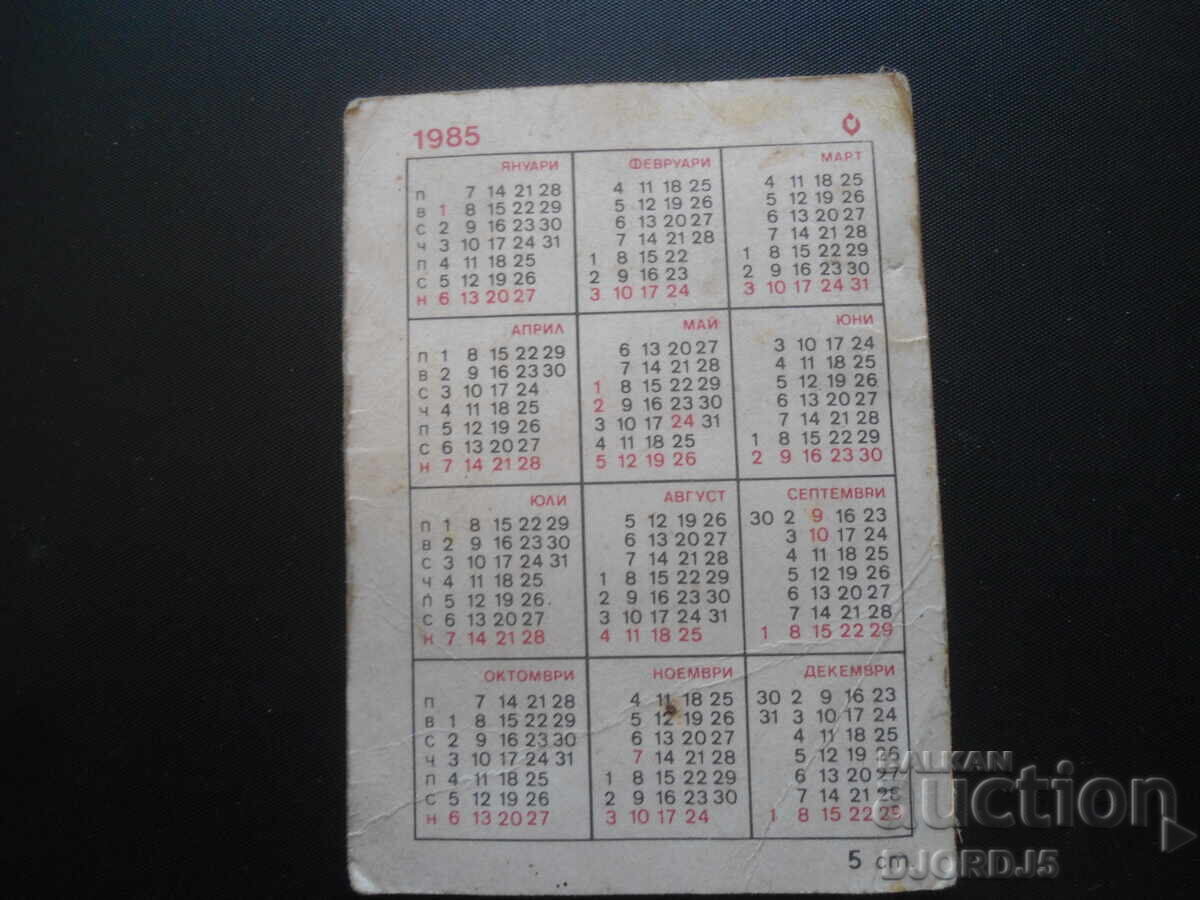 1985
ЯНУАРИ ФЕВРУАРИ МАРТ
П 7 14 21 28 4 11 18 25 4 11 18 25
В 1 8 15 22 29 5 12 19 26 5 12 19 26
С 2 9 16 23 30 6 13 20 27 6 13 20 27
Ч 3 10 17 24 31 7 14 21 28 7 14 21 28
П 4 11 18 25 1 8 15 22 1 8 15 22 29
С 5 12 19 26 2 9 16 23 2 9 16 23 30
Н 6 13 20 27 3 10 17 24 3 10 17 24 31
АПРИЛ МАЙ ЮНИ
П 1 8 15 22 29 6 13 20 27 3 10 17 24
В 2 9 16 23 30 7 14 21 28 4 11 18 25
С 3 10 17 24 1 8 15 22 29 5 12 19 26
Ч 4 11 18 25 2 9 16 23 30 6 13 20 27
П 5 12 19 26 3 10 17 24 31 7 14 21 28
С 6 13 20 27 4 11 18 25 1 8 15 22 29
Н 7 14 21 28 5 12 19 26 2 9 16 23 30
ЮЛИ АВГУСТ СЕПТЕМВРИ
П 1 8 15 22 29 5 12 19 26 30 2 9 16 23
В 2 9 16 23 30 6 13 20 27 3 10 17 24
С 3 10 17 24 31 7 14 21 28 4 11 18 25
Ч 4 11 18 25 1 8 15 22 29 5 12 19 26
П 5 12 19 26 2 9 16 23 30 6 13 20 27
С 6 13 20 27 3 10 17 24 31 7 14 21 28
Н 7 14 21 28 4 11 18 25 1 8 15 22 29
ОКТОМВРИ НОЕМВРИ ДЕКЕМВРИ
П 7 14 21 28 4 11 18 25 30 2 9 16 23
В 1 8 15 22 29 5 12 19 26 31 3 10 17 24
С 2 9 16 23 30 6 13 20 27 4 11 18 25
Ч 3 10 17 24 31 7 14 21 28 5 12 19 26
П 4 11 18 25 1 8 15 22 29 6 13 20 27
С 5 12 19 26 2 9 16 23 30 7 14 21 28
Н 6 13 20 27 3 10 17 24 1 8 15 22 29
5 ст.
BALKAN
auction
DJORDJ5